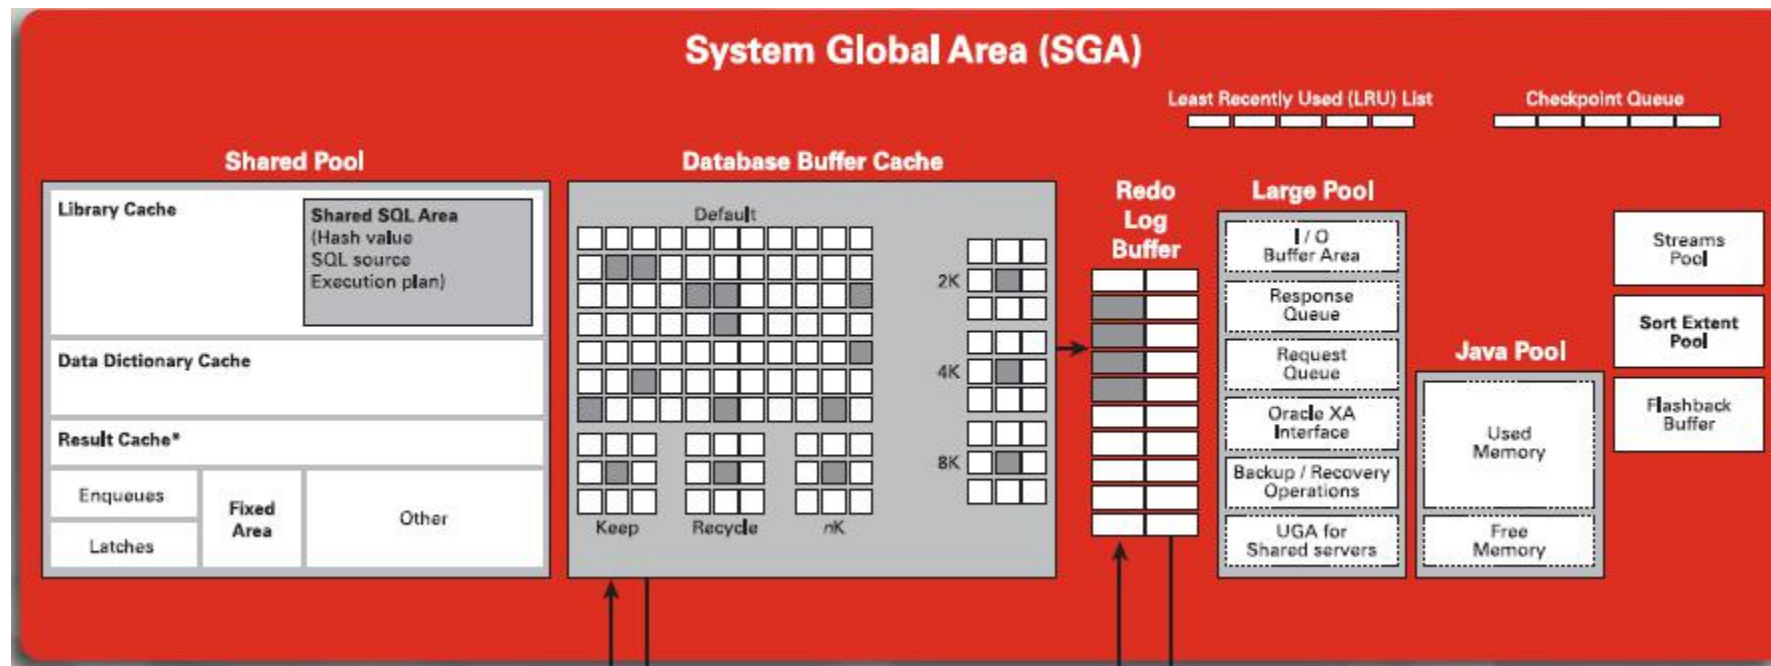 System Global Area (SGA)
Least Recently Used (LRU) List
Checkpoint Queue
Shared Pool
Library Cache
Shared SQL Area
(Hash value
SQL source
Execution plan)
Data Dictionary Cache
Result Cache*
Enqueues
Latches
Fixed
Area
Other
Database Buffer Cache
Default
2K
4K
8K
Keep
Recycle
nK
Redo
Log
Buffer
Large Pool
I / O
Buffer Area
Response
Queue
Request
Queue
Oracle XA
Interface
Backup / Recovery
Operations
UGA for
Shared servers
Java Pool
Used
Memory
Free
Memory
Streams
Pool
Sort Extent
Pool
Flashback
Buffer